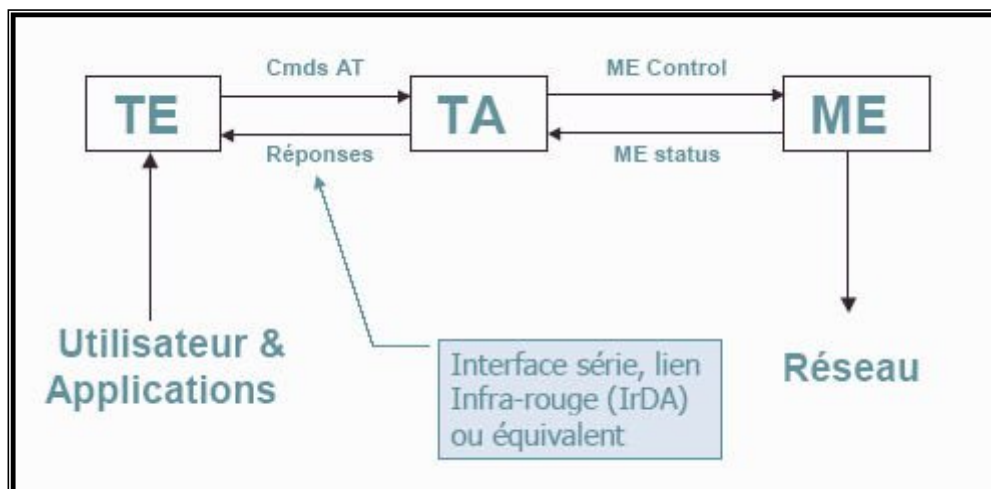 Cmds AT
ME Control
TE
TA
ME
Réponses
ME status
Utilisateur &
Applications
Interface série, lien
Infra-rouge (IrDA)
ou équivalent
Réseau